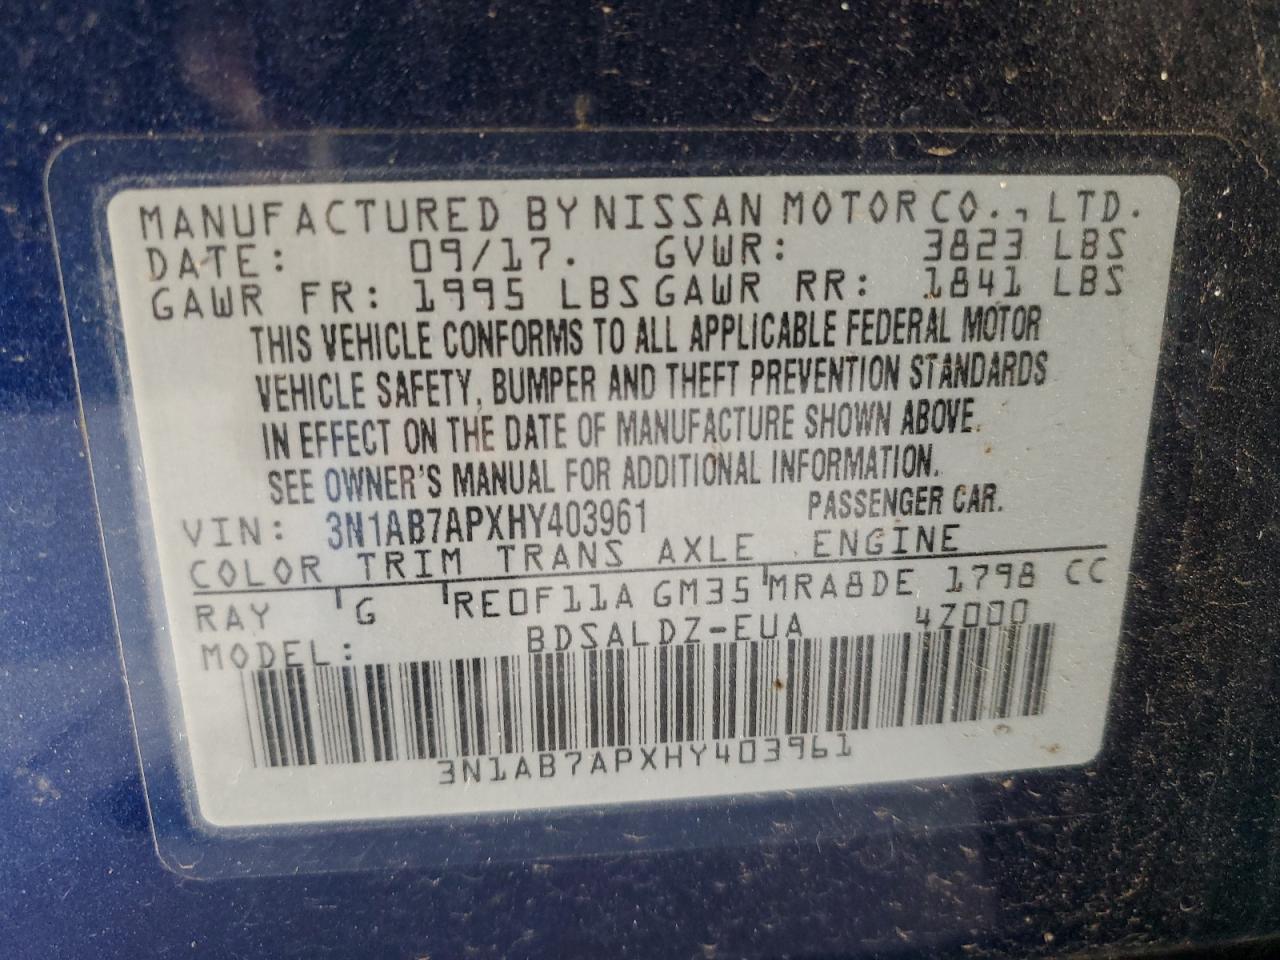 MANUFACTURED BY NISSAN MOTOR CO., LTD.
DATE: 09/17. GVWR: 3823 LBS
GAWR FR: 1995 LBS GAWR RR: 1841 LBS
THIS VEHICLE CONFORMS TO ALL APPLICABLE FEDERAL MOTOR
VEHICLE SAFETY, BUMPER AND THEFT PREVENTION STANDARDS
IN EFFECT ON THE DATE OF MANUFACTURE SHOWN ABOVE.
SEE OWNER'S MANUAL FOR ADDITIONAL INFORMATION.
VIN: 3N1AB7APXHY403961 PASSENGER CAR.
COLOR TRIM TRANS AXLE ENGINE
RAY G RE0F11A GM35 MRA8DE 1798 CC
MODEL: BDSALDZ-EUA 4Z000
3N1AB7APXHY403961